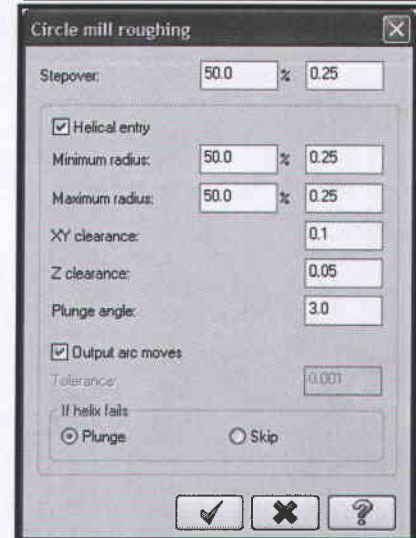 Circle mill roughing
Stepover: 50.0 % 0.25
Helical entry
Minimum radius: 50.0 % 0.25
Maximum radius: 50.0 % 0.25
XY clearance: 0.1
Z clearance: 0.05
Plunge angle: 3.0
Output arc moves
Tolerance: 0.001
If helix fails
Plunge Skip